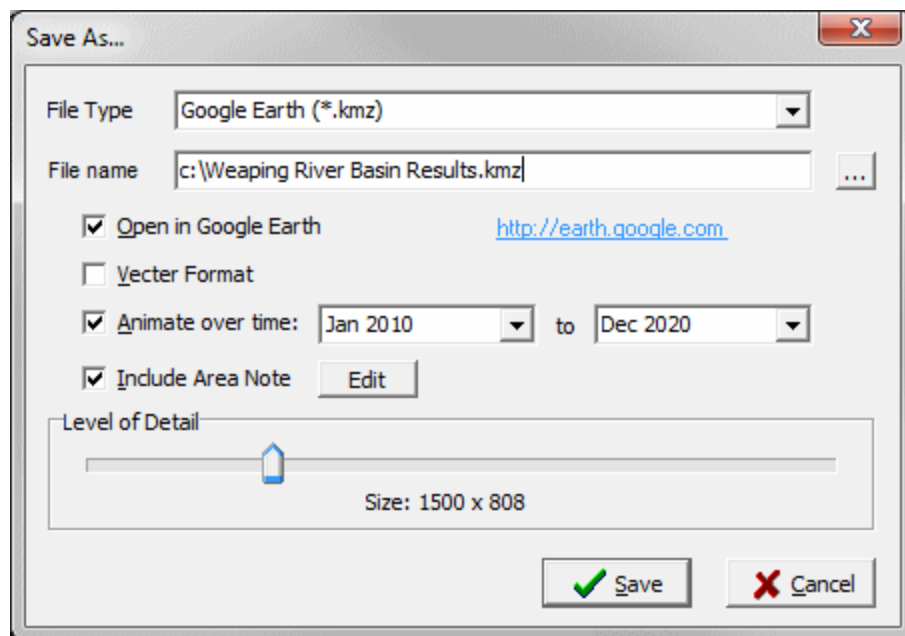 Save As...
File Type Google Earth (*.kmz)
File name c:\Weaping River Basin Results.kmz ...
Open in Google Earth http://earth.google.com
Vecter Format
Animate over time: Jan 2010 to Dec 2020
Include Area Note Edit
Level of Detail
Size: 1500 x 808
Save Cancel